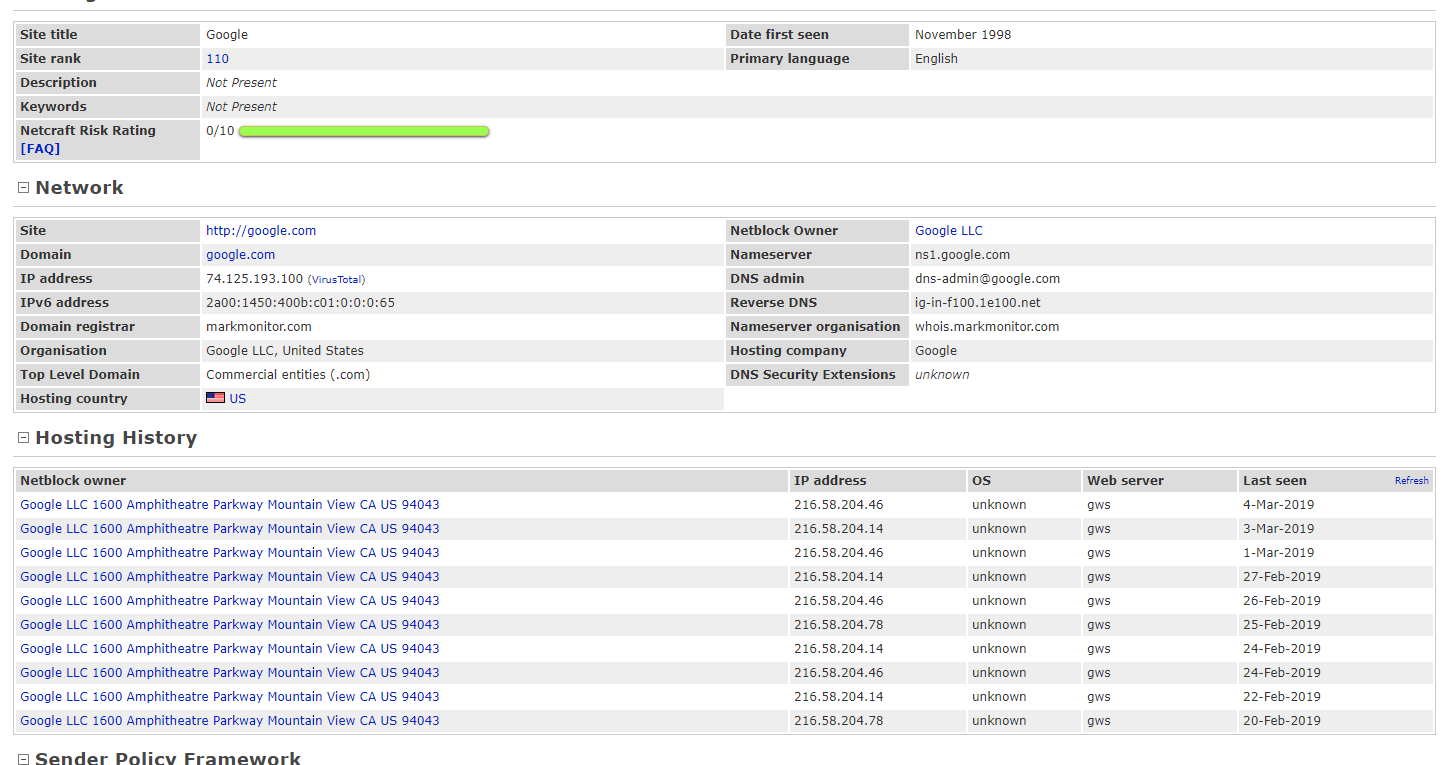 Site title Google Date first seen November 1998
Site rank 110 Primary language English
Description Not Present
Keywords Not Present
Netcraft Risk Rating 0/10
[FAQ]
Network
Site http://google.com Netblock Owner Google LLC
Domain google.com Nameserver ns1.google.com
IP address 74.125.193.100 (VirusTotal) DNS admin dns-admin@google.com
IPv6 address 2a00:1450:400b:c01:0:0:0:65 Reverse DNS ig-in-f100.1e100.net
Domain registrar markmonitor.com Nameserver organisation whois.markmonitor.com
Organisation Google LLC, United States Hosting company Google
Top Level Domain Commercial entities (.com) DNS Security Extensions unknown
Hosting country US
Hosting History
Netblock owner IP address OS Web server Last seen Refresh
Google LLC 1600 Amphitheatre Parkway Mountain View CA US 94043 216.58.204.46 unknown gws 4-Mar-2019
Google LLC 1600 Amphitheatre Parkway Mountain View CA US 94043 216.58.204.14 unknown gws 3-Mar-2019
Google LLC 1600 Amphitheatre Parkway Mountain View CA US 94043 216.58.204.46 unknown gws 1-Mar-2019
Google LLC 1600 Amphitheatre Parkway Mountain View CA US 94043 216.58.204.14 unknown gws 27-Feb-2019
Google LLC 1600 Amphitheatre Parkway Mountain View CA US 94043 216.58.204.46 unknown gws 26-Feb-2019
Google LLC 1600 Amphitheatre Parkway Mountain View CA US 94043 216.58.204.78 unknown gws 25-Feb-2019
Google LLC 1600 Amphitheatre Parkway Mountain View CA US 94043 216.58.204.14 unknown gws 24-Feb-2019
Google LLC 1600 Amphitheatre Parkway Mountain View CA US 94043 216.58.204.46 unknown gws 24-Feb-2019
Google LLC 1600 Amphitheatre Parkway Mountain View CA US 94043 216.58.204.14 unknown gws 22-Feb-2019
Google LLC 1600 Amphitheatre Parkway Mountain View CA US 94043 216.58.204.78 unknown gws 20-Feb-2019
Sender Policy Framework